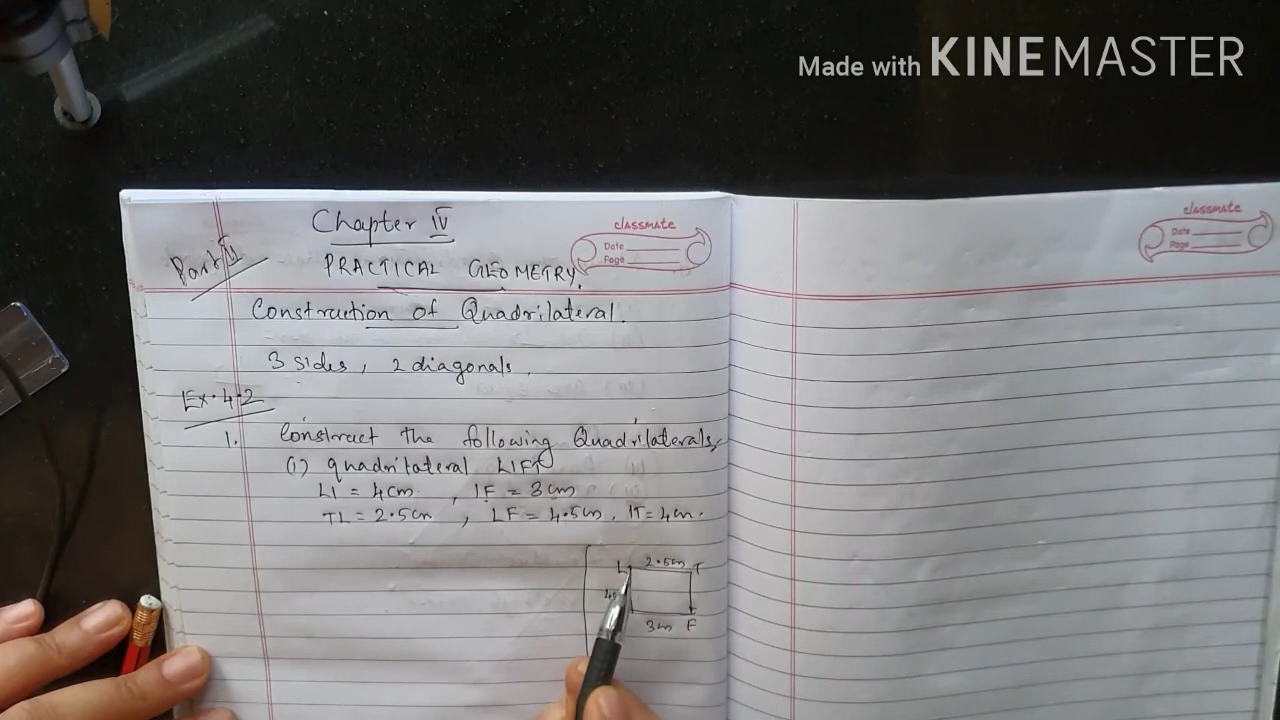 Made with KINEMASTER
Chapter IV
CLASSMATE
Date
Page
PRACTICAL GEOMETRY.
Construction of Quadrilateral.
3 sides, 2 diagonals.
Ex. 4.2
1. Construct the following Quadrilaterals,
(i) quadrilateral LIFT
LI = 4cm, IF = 3cm
TL = 2.5cm, LF = 4.5cm, IT = 4cm.
L 2.5cm T
3cm F
CLASSMATE
Date
Page